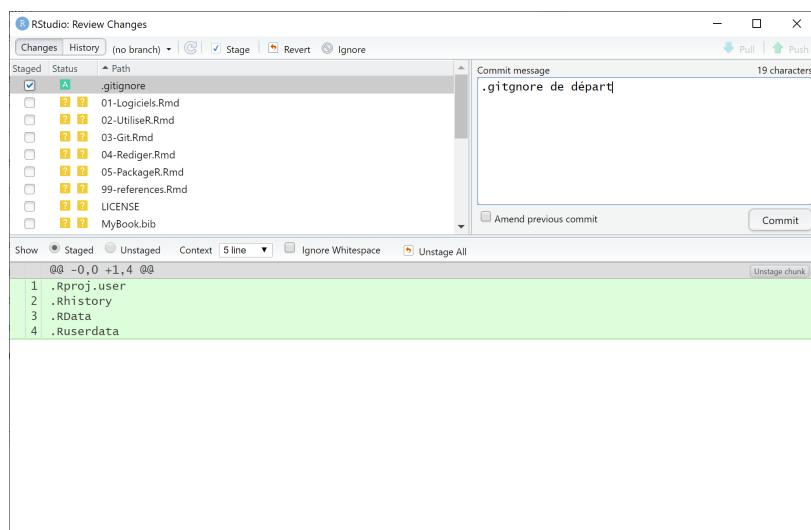 RStudio: Review Changes
Changes History (no branch) Stage Revert Ignore Pull Push
Staged Status Path
A .gitignore
? ? 01-Logiciels.Rmd
? ? 02-UtiliseR.Rmd
? ? 03-Git.Rmd
? ? 04-Rediger.Rmd
? ? 05-PackageR.Rmd
? ? 99-references.Rmd
? ? LICENSE
? ? MyBook.bib
Commit message 19 characters
.gitgnore de départ
Amend previous commit Commit
Show Staged Unstaged Context 5 line Ignore Whitespace Unstage All
@@ -0,0 +1,4 @@ Unstage chunk
1 .Rproj.user
2 .Rhistory
3 .RData
4 .Ruserdata